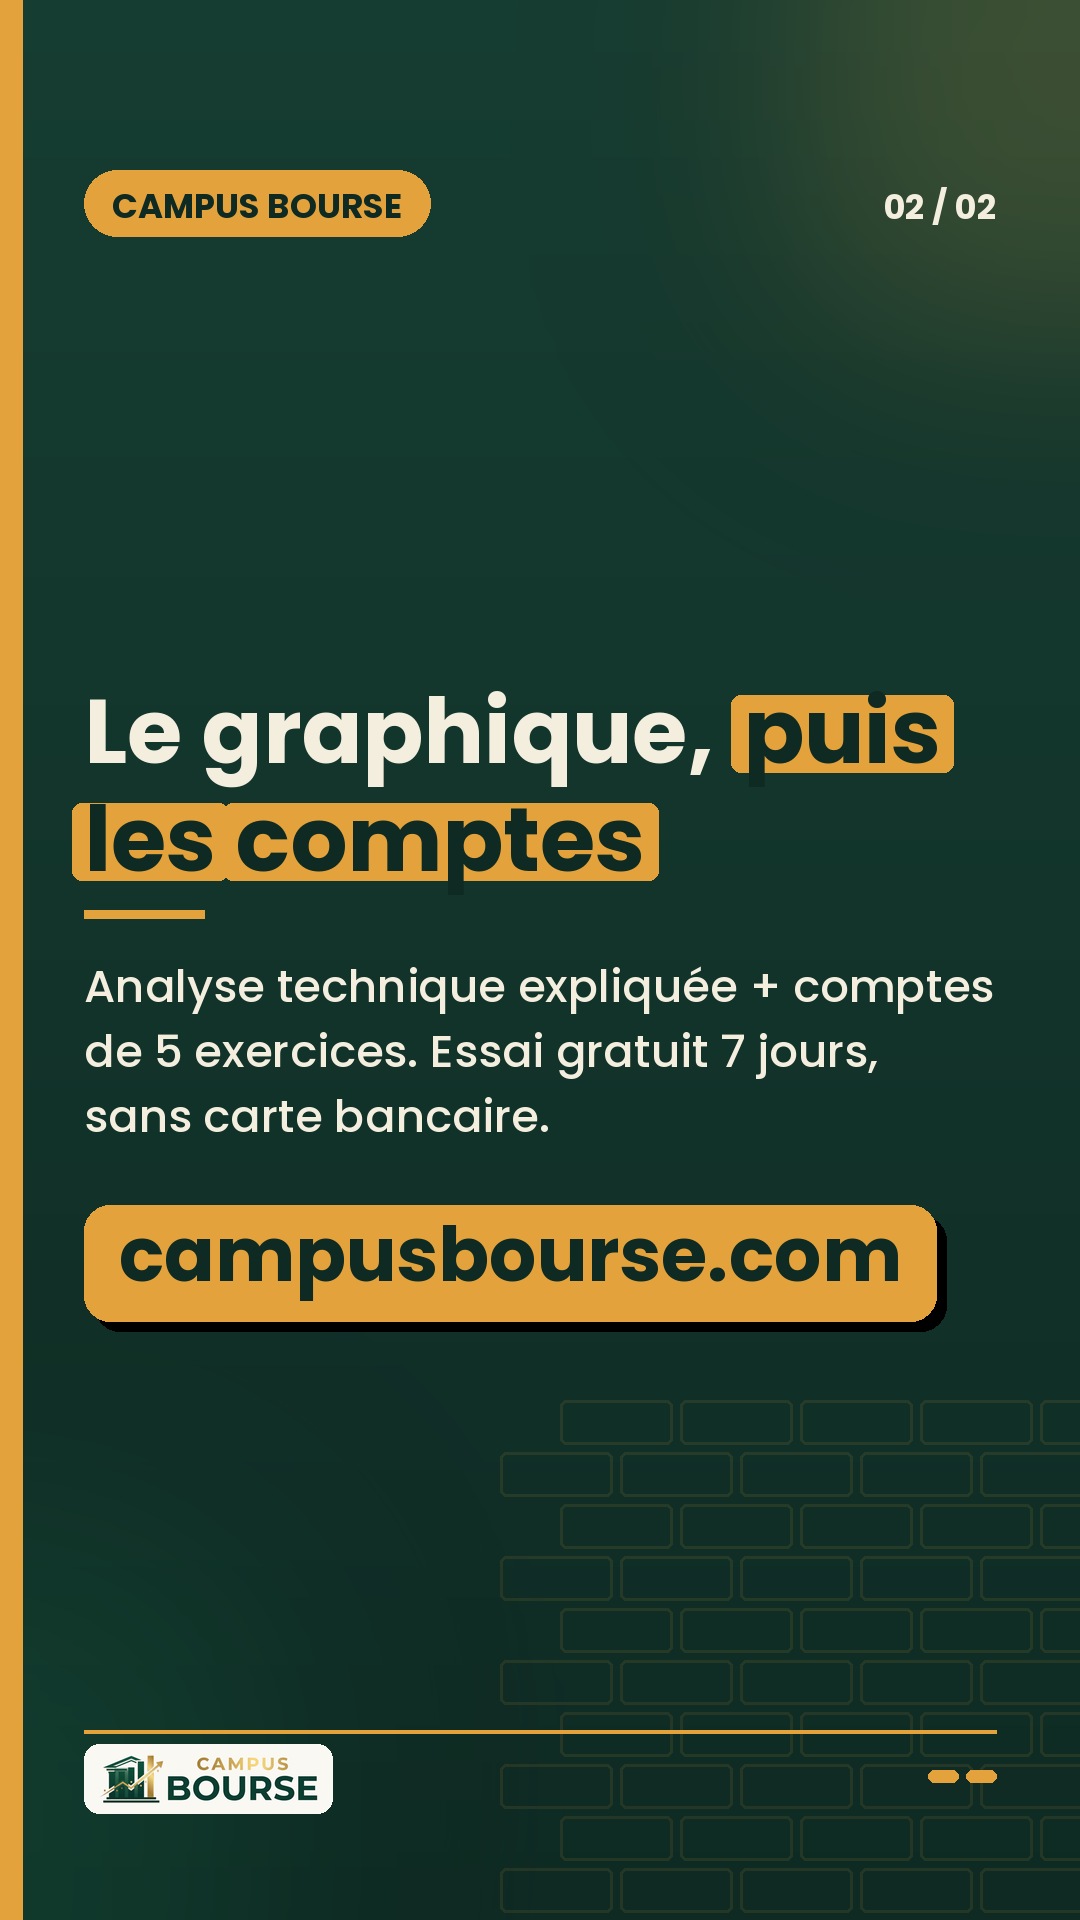 CAMPUS BOURSE
02 / 02
Le graphique, puis
les comptes
Analyse technique expliquée + comptes
de 5 exercices. Essai gratuit 7 jours,
sans carte bancaire.
campusbourse.com
CAMPUS
BOURSE